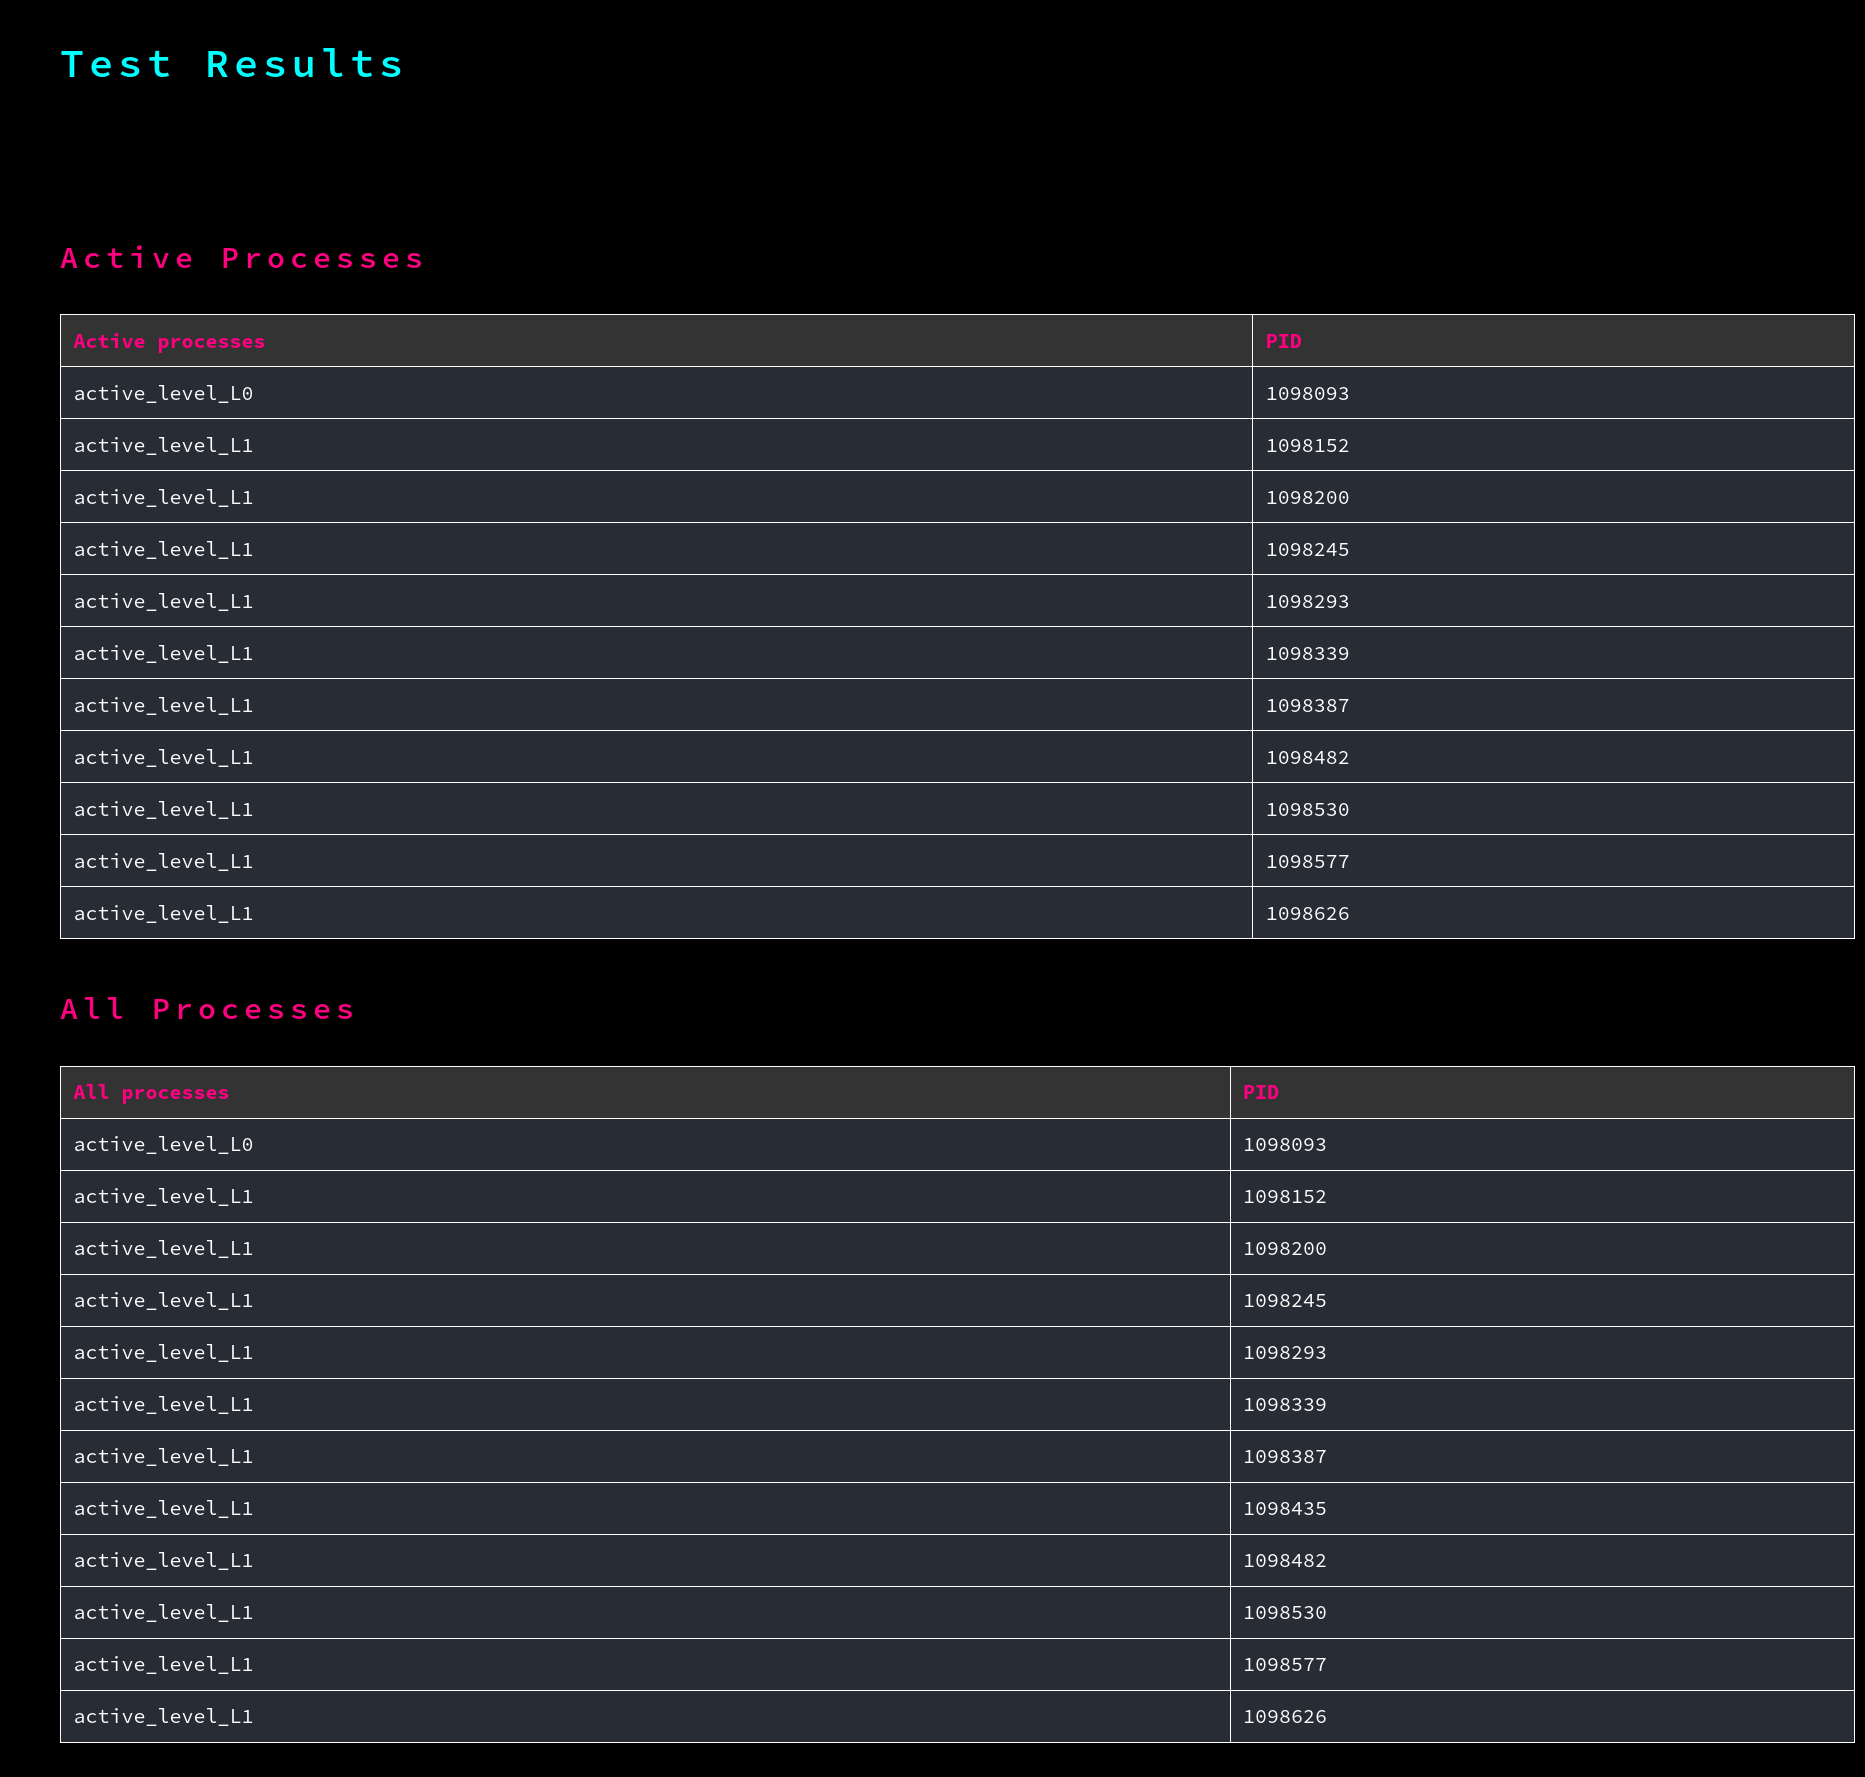 Test Results
Active Processes
Active processes PID
active_level_L0 1098093
active_level_L1 1098152
active_level_L1 1098200
active_level_L1 1098245
active_level_L1 1098293
active_level_L1 1098339
active_level_L1 1098387
active_level_L1 1098482
active_level_L1 1098530
active_level_L1 1098577
active_level_L1 1098626
All Processes
All processes PID
active_level_L0 1098093
active_level_L1 1098152
active_level_L1 1098200
active_level_L1 1098245
active_level_L1 1098293
active_level_L1 1098339
active_level_L1 1098387
active_level_L1 1098435
active_level_L1 1098482
active_level_L1 1098530
active_level_L1 1098577
active_level_L1 1098626